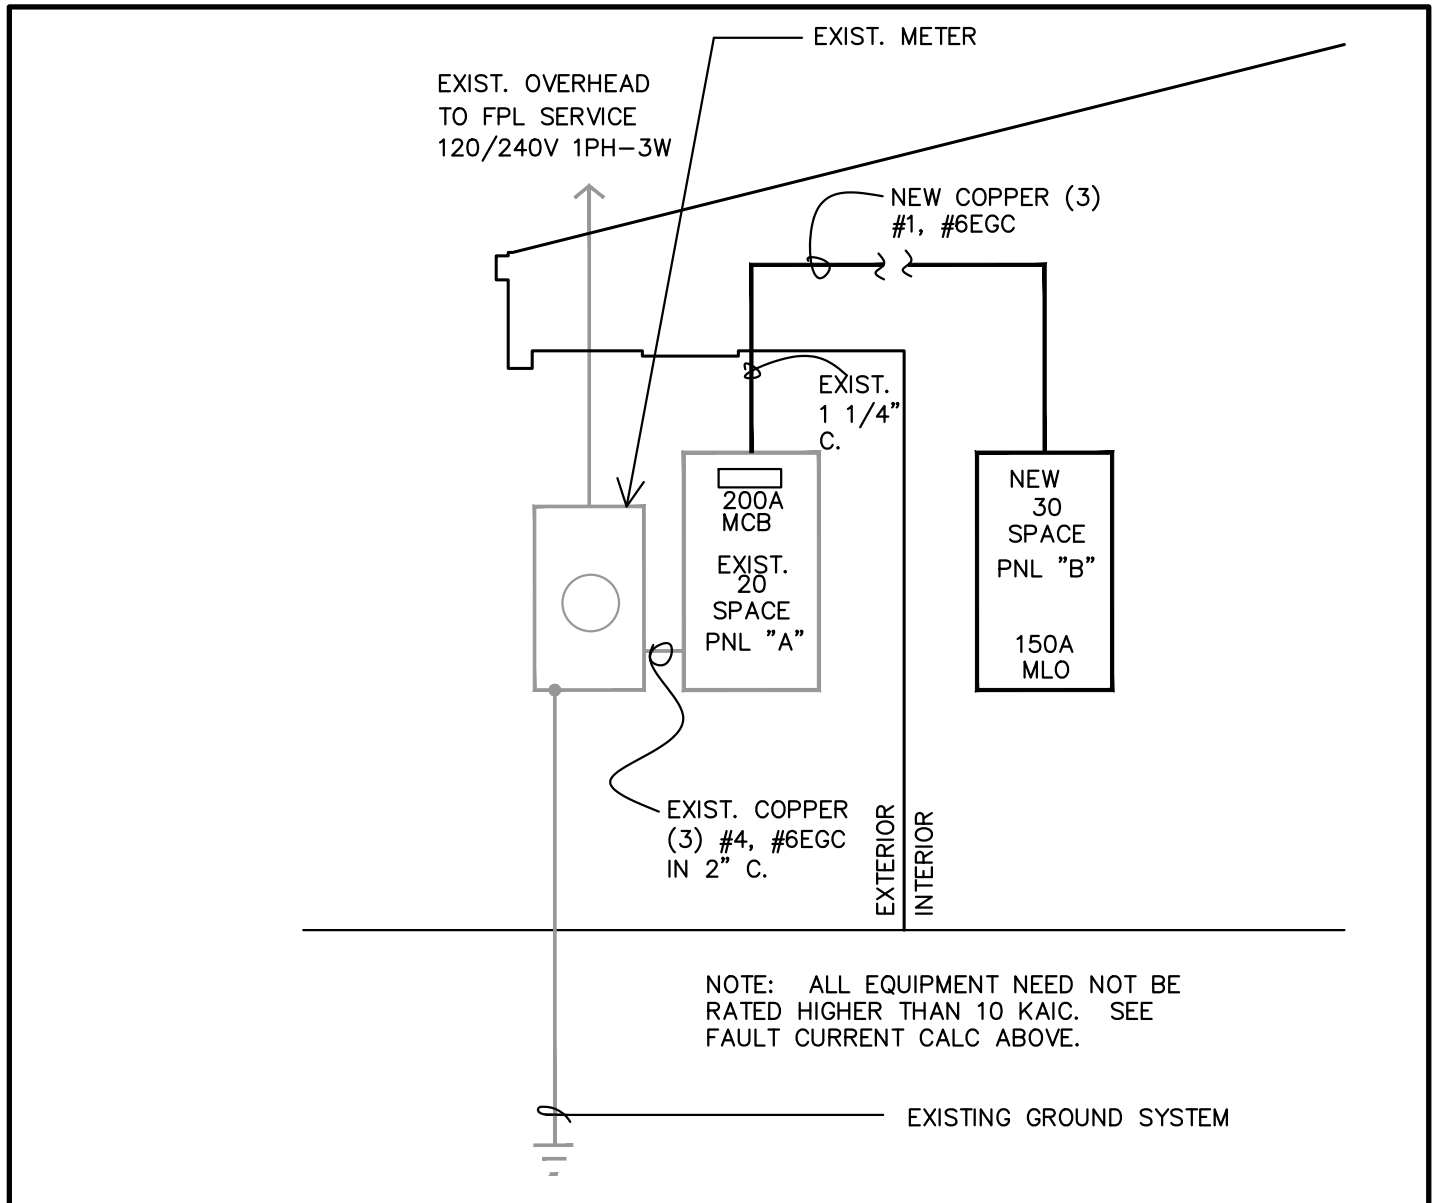 EXIST. METER
EXIST. OVERHEAD
TO FPL SERVICE
120/240V 1PH-3W
NEW COPPER (3)
#1, #6EGC
EXIST.
1 1/4"
C.
200A
MCB
EXIST.
20
SPACE
PNL "A"
NEW
30
SPACE
PNL "B"
150A
MLO
EXIST. COPPER
(3) #4, #6EGC
IN 2" C.
EXTERIOR
INTERIOR
NOTE: ALL EQUIPMENT NEED NOT BE
RATED HIGHER THAN 10 KAIC. SEE
FAULT CURRENT CALC ABOVE.
EXISTING GROUND SYSTEM